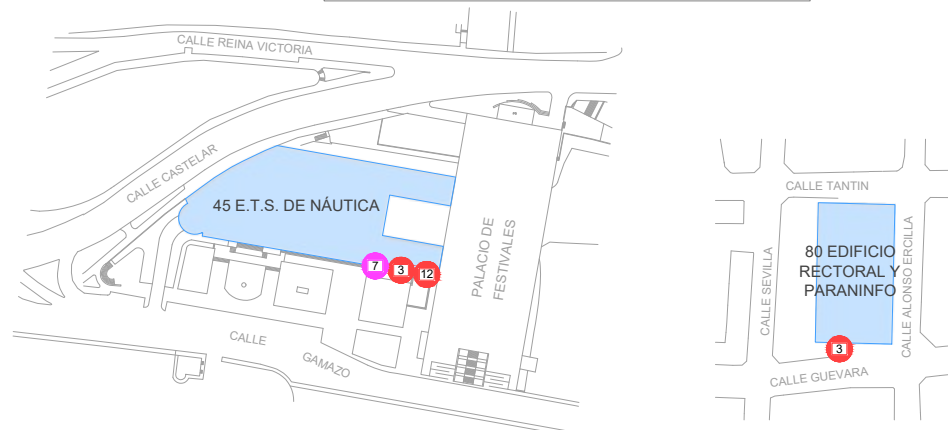 CALLE REINA VICTORIA
CALLE CASTELAR
45 E.T.S. DE NÁUTICA
7
3
12
PALACIO DE
FESTIVALES
CALLE
GAMAZO
CALLE TANTIN
CALLE SEVILLA
80 EDIFICIO
RECTORAL Y
PARANINFO
CALLE ALONSO ERCILLA
3
CALLE GUEVARA